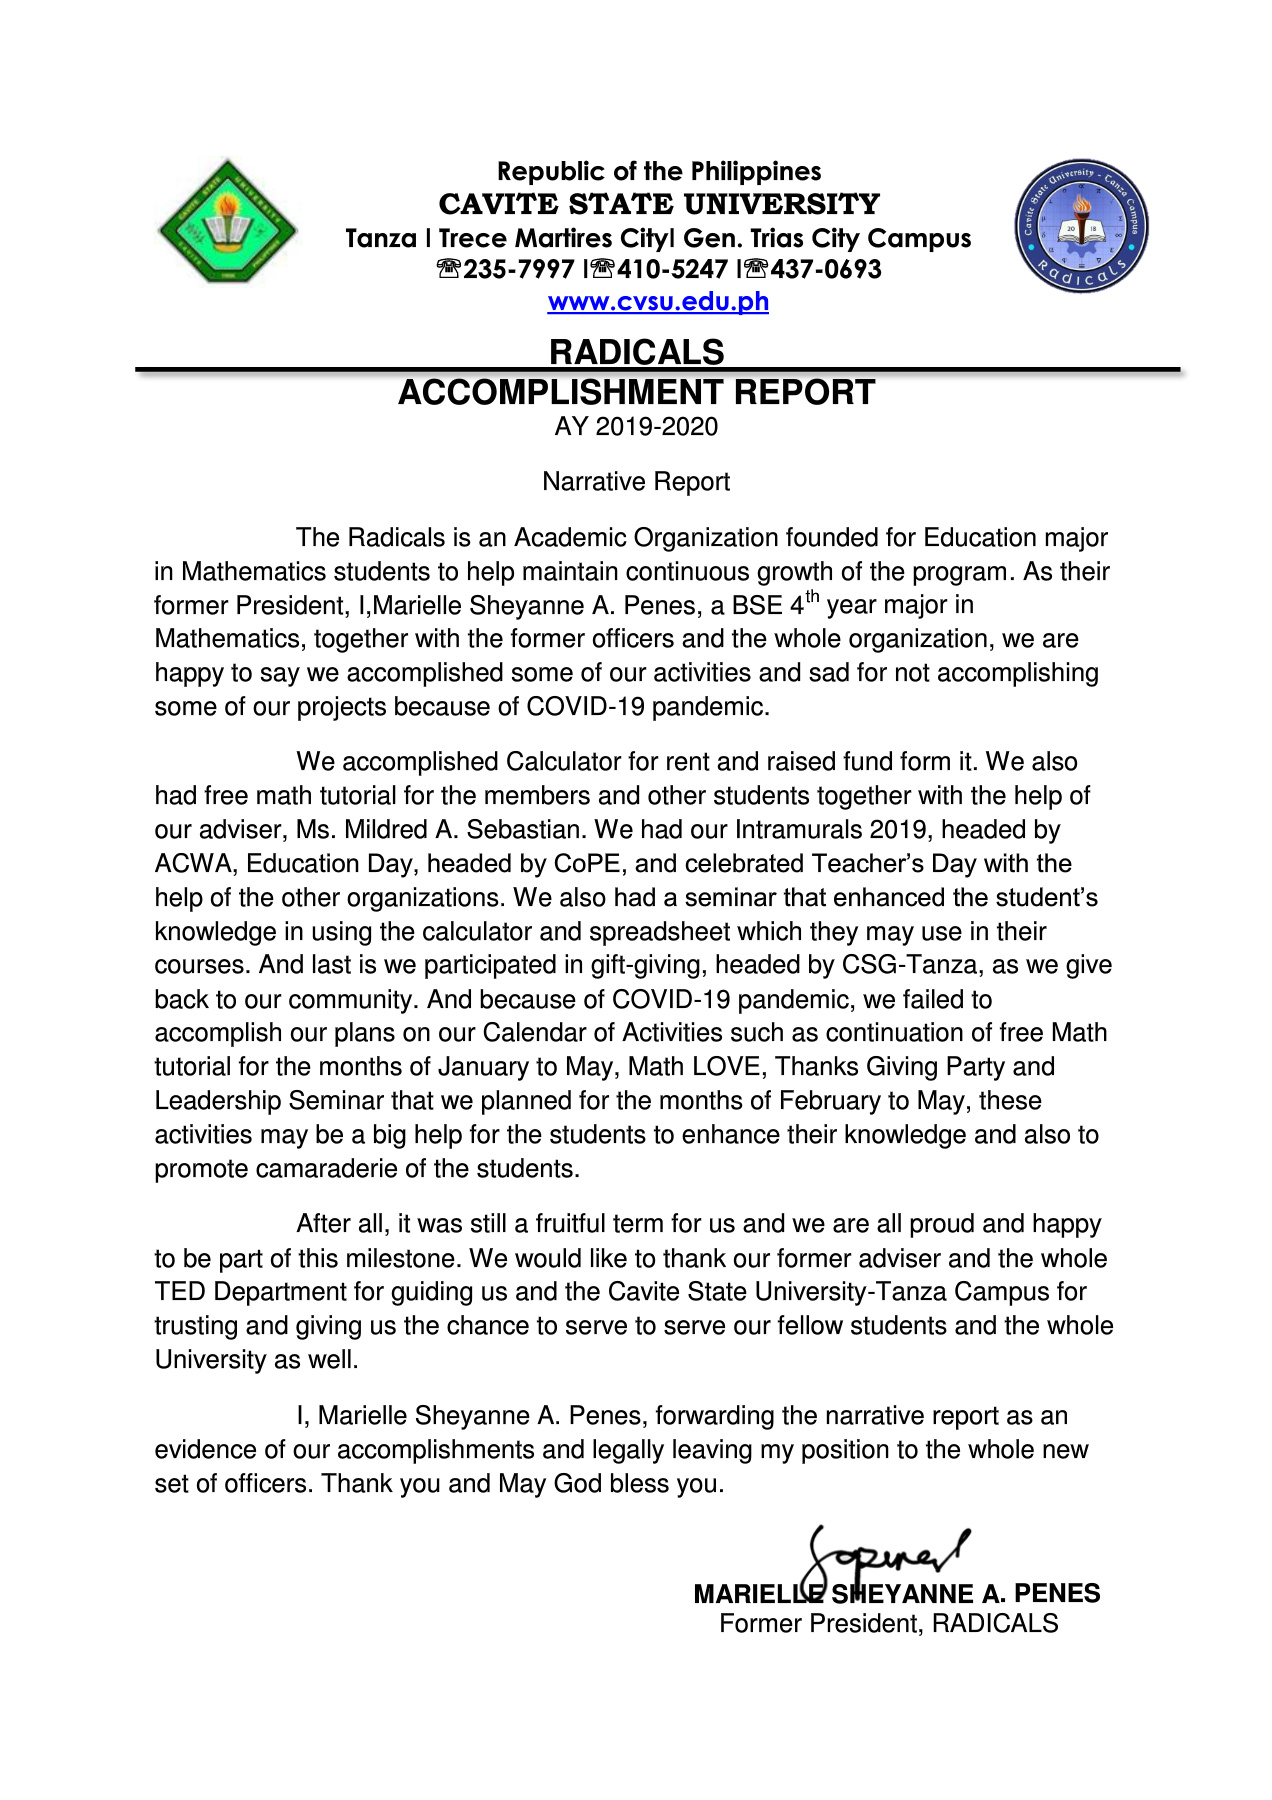 Republic of the Philippines
CAVITE STATE UNIVERSITY
Tanza | Trece Martires City| Gen. Trias City Campus
☏235-7997 |☏410-5247 |☏437-0693
www.cvsu.edu.ph
Cavite State University - Tanza Campus
20 18
Radicals
RADICALS
ACCOMPLISHMENT REPORT
AY 2019-2020
Narrative Report
The Radicals is an Academic Organization founded for Education major
in Mathematics students to help maintain continuous growth of the program. As their
former President, I,Marielle Sheyanne A. Penes, a BSE 4th year major in
Mathematics, together with the former officers and the whole organization, we are
happy to say we accomplished some of our activities and sad for not accomplishing
some of our projects because of COVID-19 pandemic.
We accomplished Calculator for rent and raised fund form it. We also
had free math tutorial for the members and other students together with the help of
our adviser, Ms. Mildred A. Sebastian. We had our Intramurals 2019, headed by
ACWA, Education Day, headed by CoPE, and celebrated Teacher’s Day with the
help of the other organizations. We also had a seminar that enhanced the student’s
knowledge in using the calculator and spreadsheet which they may use in their
courses. And last is we participated in gift-giving, headed by CSG-Tanza, as we give
back to our community. And because of COVID-19 pandemic, we failed to
accomplish our plans on our Calendar of Activities such as continuation of free Math
tutorial for the months of January to May, Math LOVE, Thanks Giving Party and
Leadership Seminar that we planned for the months of February to May, these
activities may be a big help for the students to enhance their knowledge and also to
promote camaraderie of the students.
After all, it was still a fruitful term for us and we are all proud and happy
to be part of this milestone. We would like to thank our former adviser and the whole
TED Department for guiding us and the Cavite State University-Tanza Campus for
trusting and giving us the chance to serve to serve our fellow students and the whole
University as well.
I, Marielle Sheyanne A. Penes, forwarding the narrative report as an
evidence of our accomplishments and legally leaving my position to the whole new
set of officers. Thank you and May God bless you.
MARIELLE SHEYANNE A. PENES
Former President, RADICALS